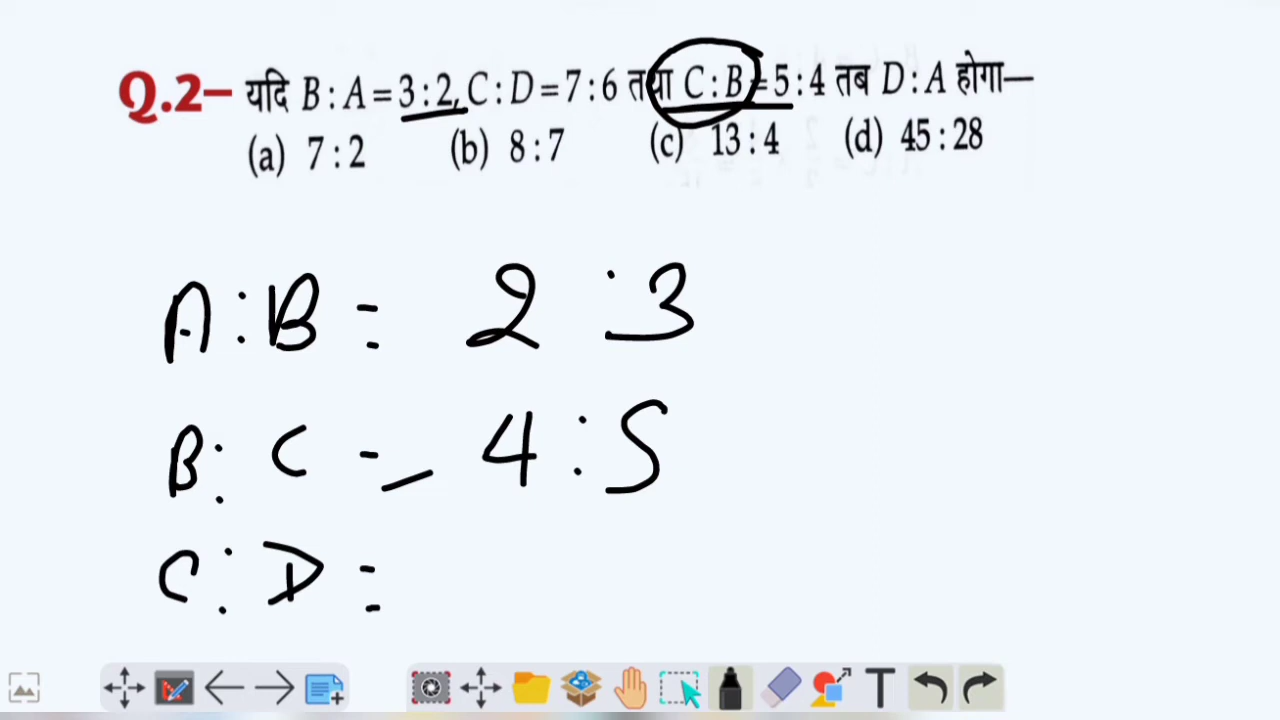 Q.2– यदि B : A = 3 : 2, C : D = 7 : 6 तथा C : B = 5 : 4 तब D : A होगा—
(a) 7 : 2 (b) 8 : 7 (c) 13 : 4 (d) 45 : 28
A : B = 2 : 3
B : C = 4 : 5
C : D =
T